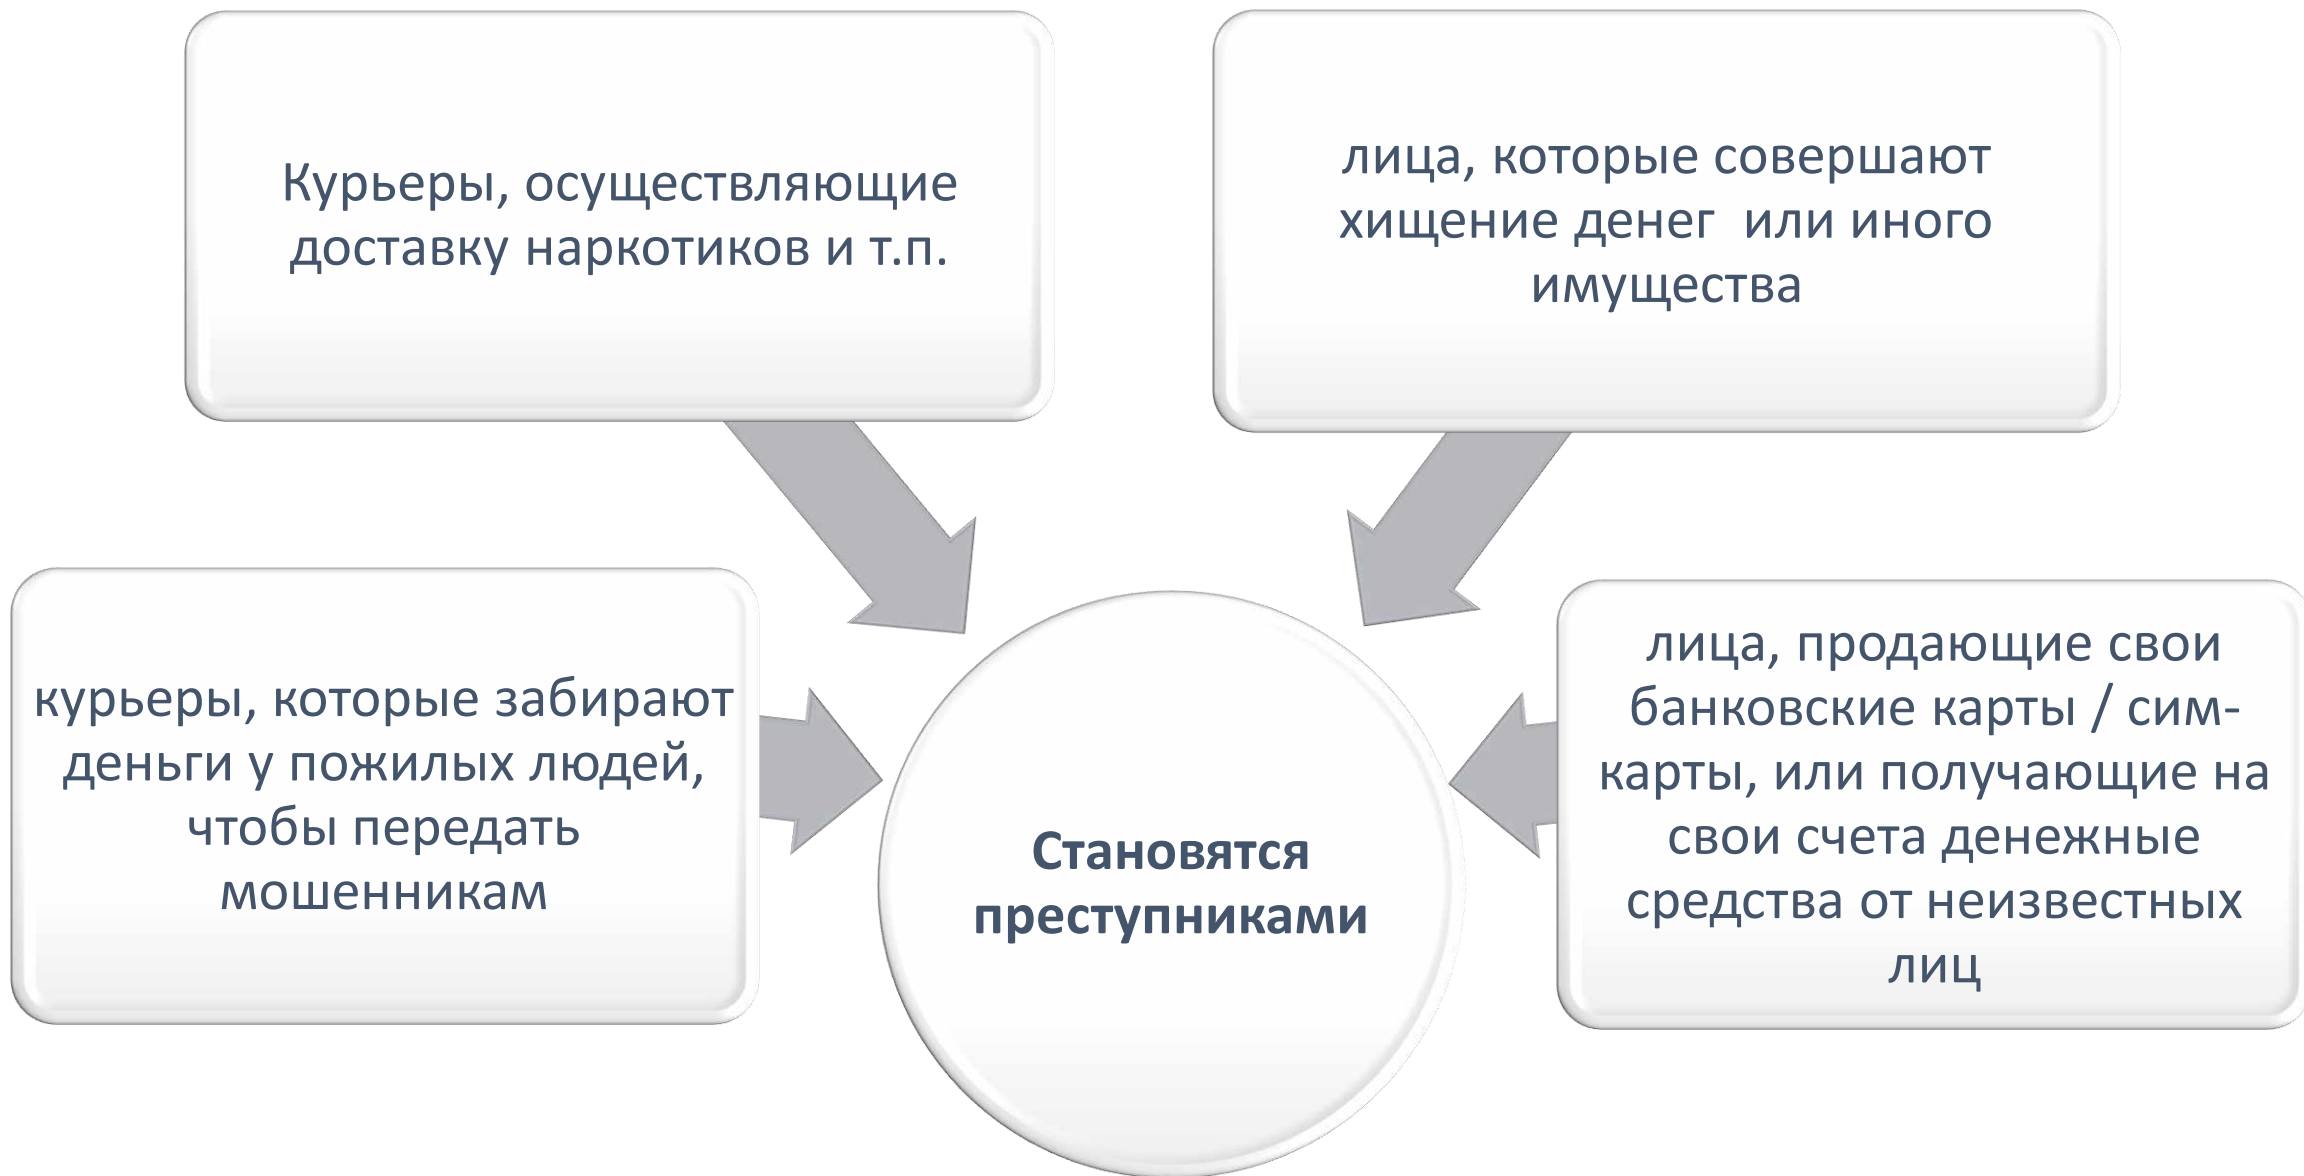 Курьеры, осуществляющие
доставку наркотиков и т.п.
лица, которые совершают
хищение денег  или иного
имущества
курьеры, которые забирают
деньги у пожилых людей,
чтобы передать
мошенникам
лица, продающие свои
банковские карты / сим-
карты, или получающие на
свои счета денежные
средства от неизвестных
лиц
Становятся
преступниками